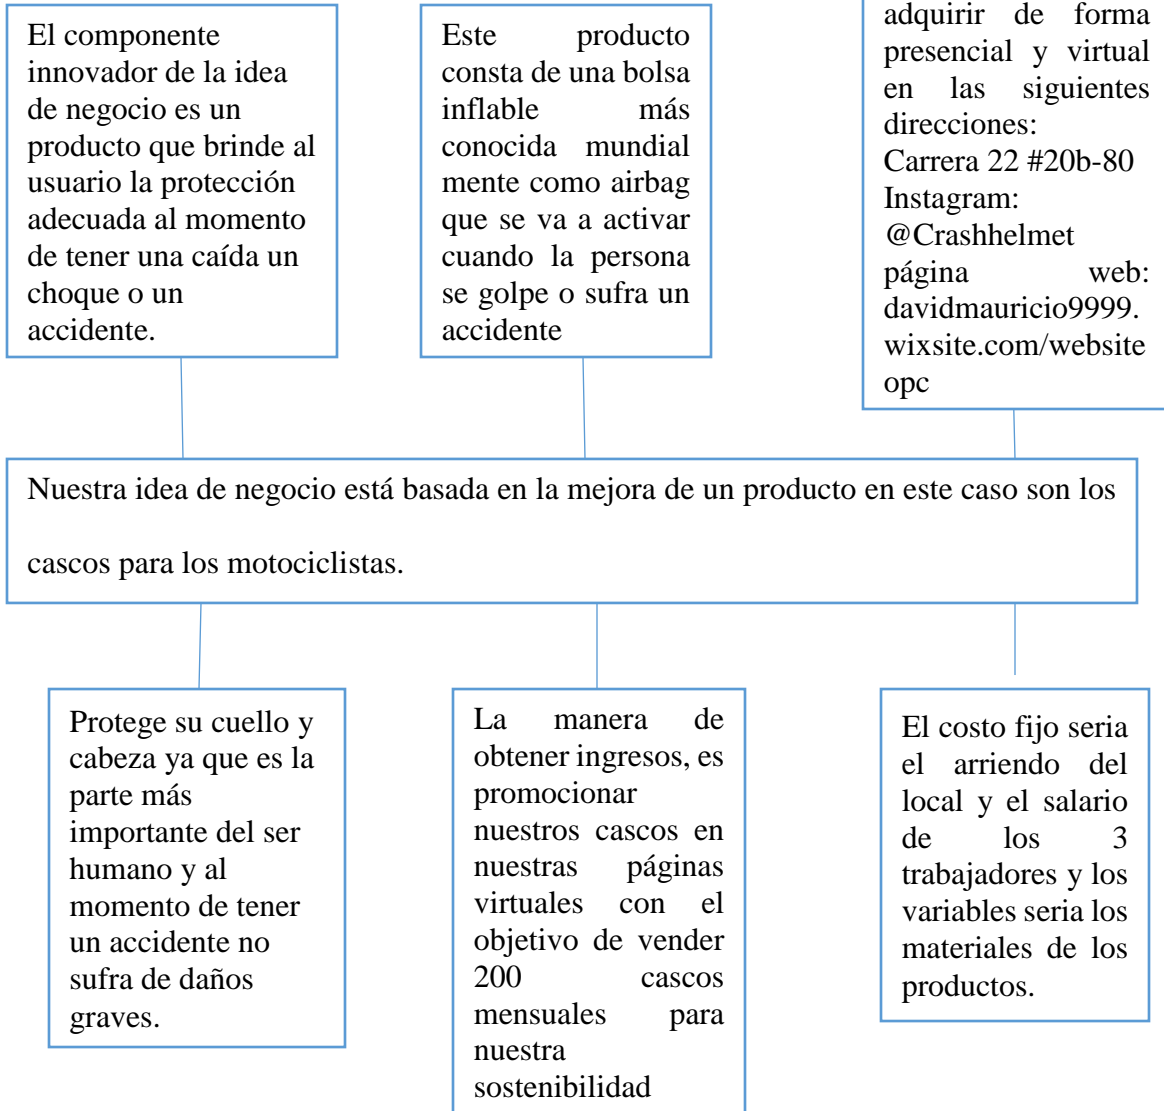 El componente
innovador de la idea
de negocio es un
producto que brinde al
usuario la protección
adecuada al momento
de tener una caída un
choque o un
accidente.
Este producto
consta de una bolsa
inflable más
conocida mundial
mente como airbag
que se va a activar
cuando la persona
se golpe o sufra un
accidente
adquirir de forma
presencial y virtual
en las siguientes
direcciones:
Carrera 22 #20b-80
Instagram:
@Crashhelmet
página web:
davidmauricio9999.
wixsite.com/website
opc
Nuestra idea de negocio está basada en la mejora de un producto en este caso son los
cascos para los motociclistas.
Protege su cuello y
cabeza ya que es la
parte más
importante del ser
humano y al
momento de tener
un accidente no
sufra de daños
graves.
La manera de
obtener ingresos, es
promocionar
nuestros cascos en
nuestras páginas
virtuales con el
objetivo de vender
200 cascos
mensuales para
nuestra
sostenibilidad
El costo fijo seria
el arriendo del
local y el salario
de los 3
trabajadores y los
variables seria los
materiales de los
productos.